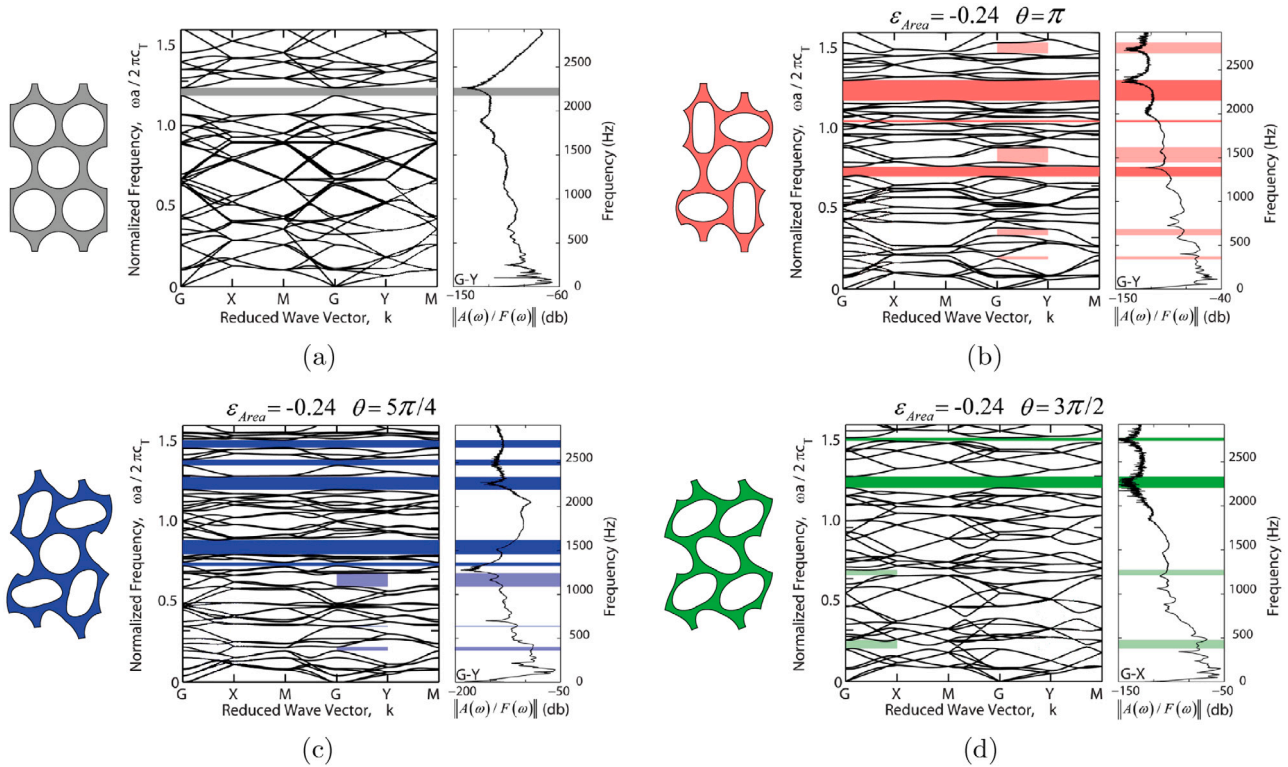 1.5
1.0
0.5
0
Normalized Frequency, ωa / 2 πc_T
G X M G Y M
Reduced Wave Vector, k
2500
2000
1500
1000
500
0
Frequency (Hz)
G-Y
−150 −60
‖A(ω) / F(ω)‖ (db)
(a)
ε_Area = -0.24 θ = π
1.5
1.0
0.5
0
Normalized Frequency, ωa / 2 πc_T
G X M G Y M
Reduced Wave Vector, k
2500
2000
1500
1000
500
0
Frequency (Hz)
G-Y
−150 −40
‖A(ω) / F(ω)‖ (db)
(b)
ε_Area = -0.24 θ = 5π/4
1.5
1.0
0.5
0
Normalized Frequency, ωa / 2 πc_T
G X M G Y M
Reduced Wave Vector, k
2500
2000
1500
1000
500
0
Frequency (Hz)
G-Y
−200 −50
‖A(ω) / F(ω)‖ (db)
(c)
ε_Area = -0.24 θ = 3π/2
1.5
1.0
0.5
0
Normalized Frequency, ωa / 2 πc_T
G X M G Y M
Reduced Wave Vector, k
2500
2000
1500
1000
500
0
Frequency (Hz)
G-X
−150 −50
‖A(ω) / F(ω)‖ (db)
(d)